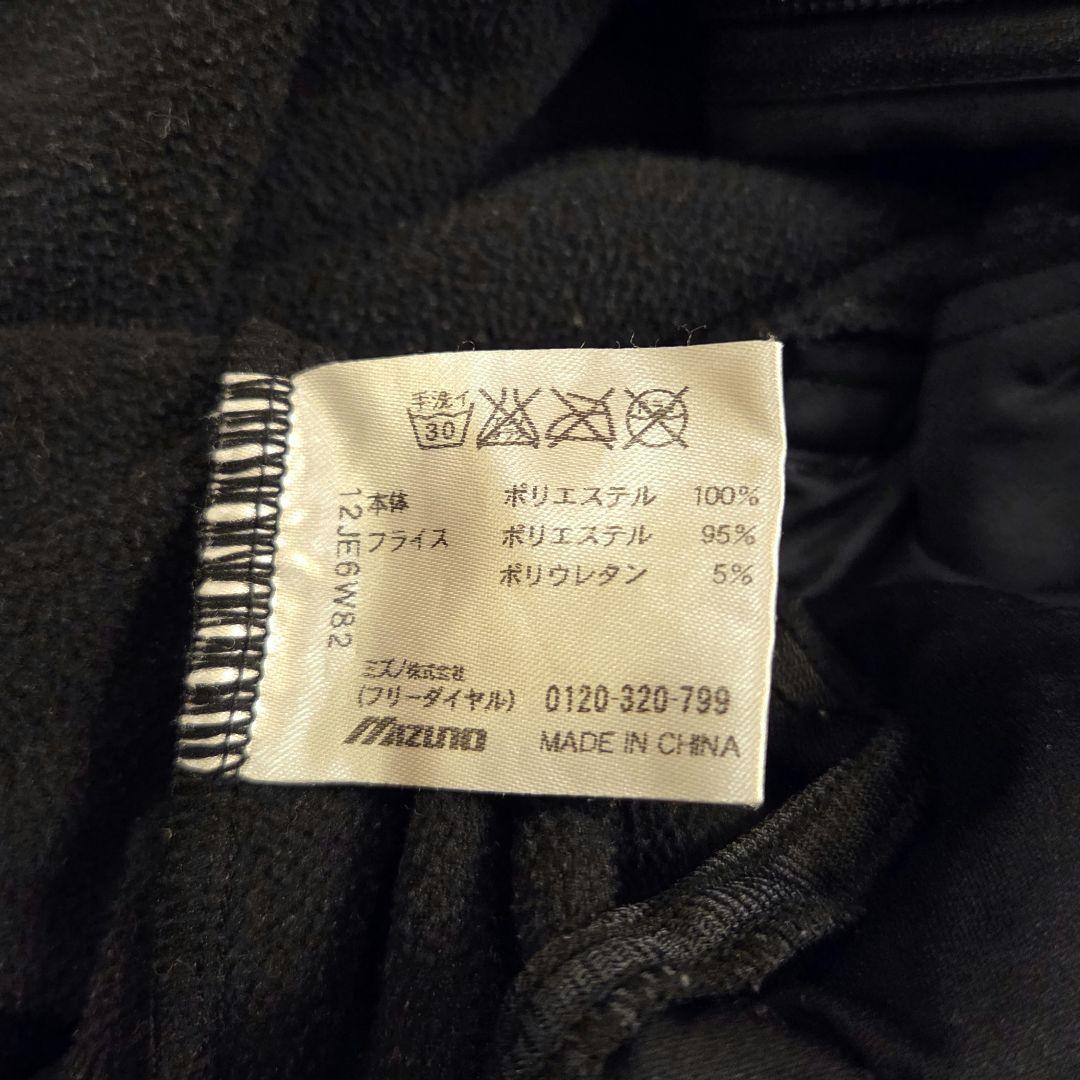 手洗イ
30
本体 ポリエステル 100%
フライス ポリエステル 95%
ポリウレタン 5%
12JE6W82
ミズノ株式会社
(フリーダイヤル) 0120-320-799
MIZUNO MADE IN CHINA